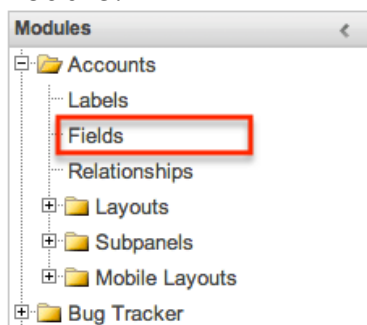 Modules
Accounts
Labels
Fields
Relationships
Layouts
Subpanels
Mobile Layouts
Bug Tracker